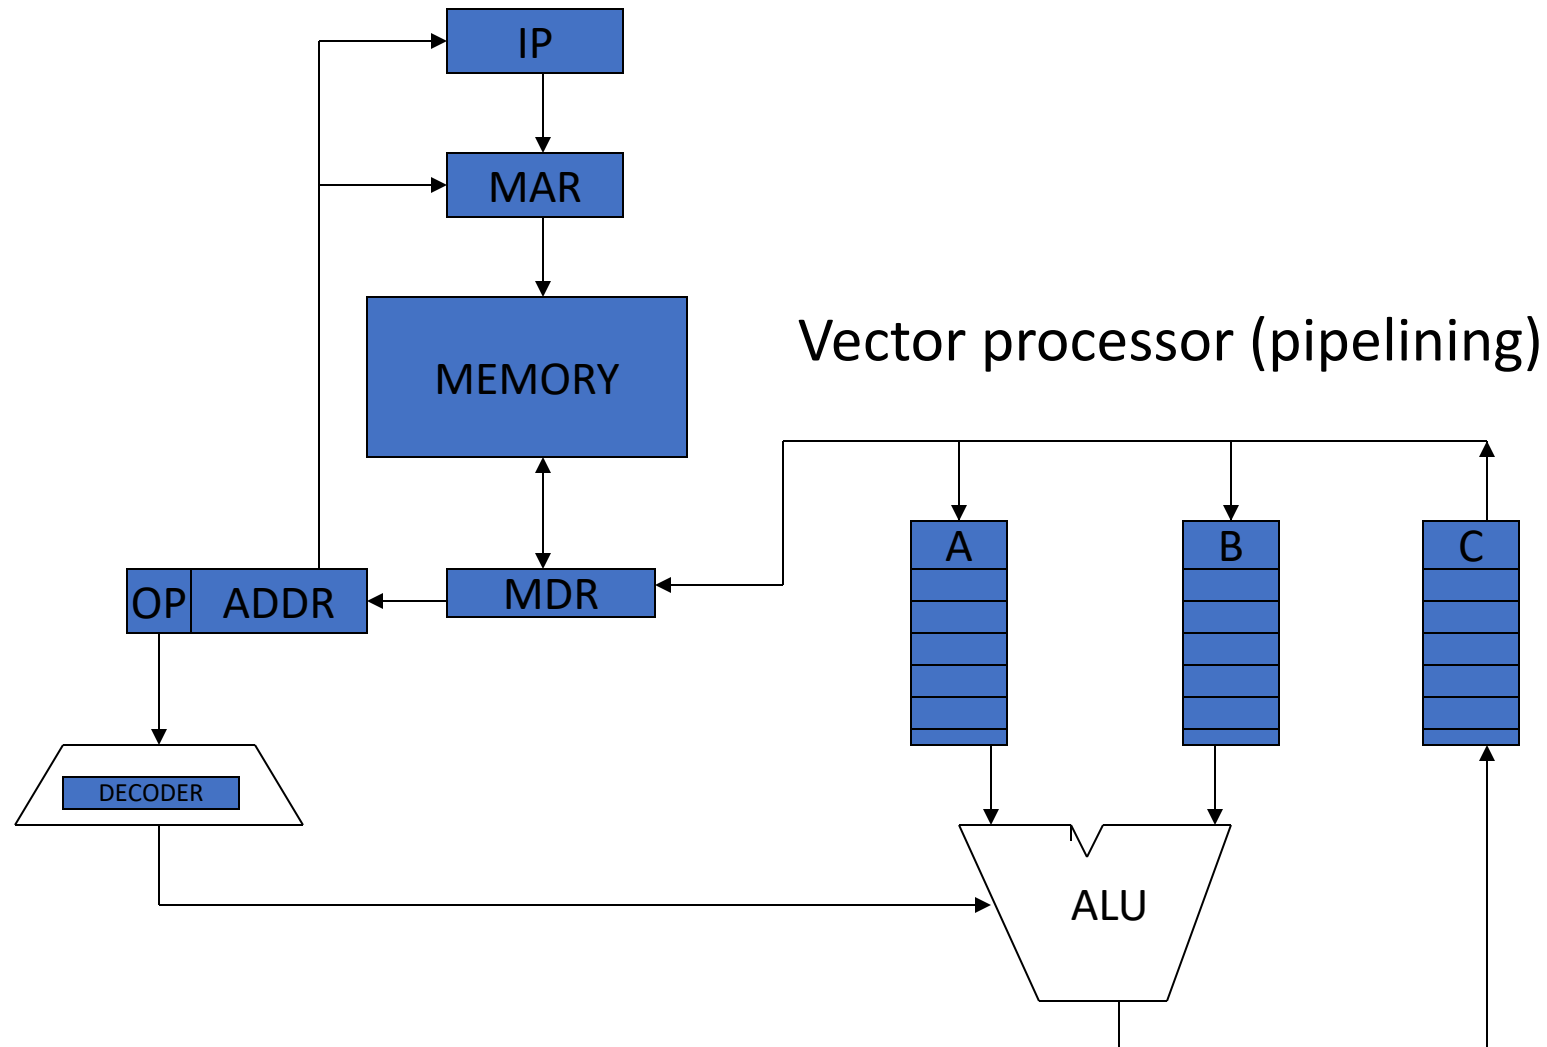 IP
MAR
MEMORY
Vector processor (pipelining)
A
B
C
OP
ADDR
MDR
DECODER
ALU